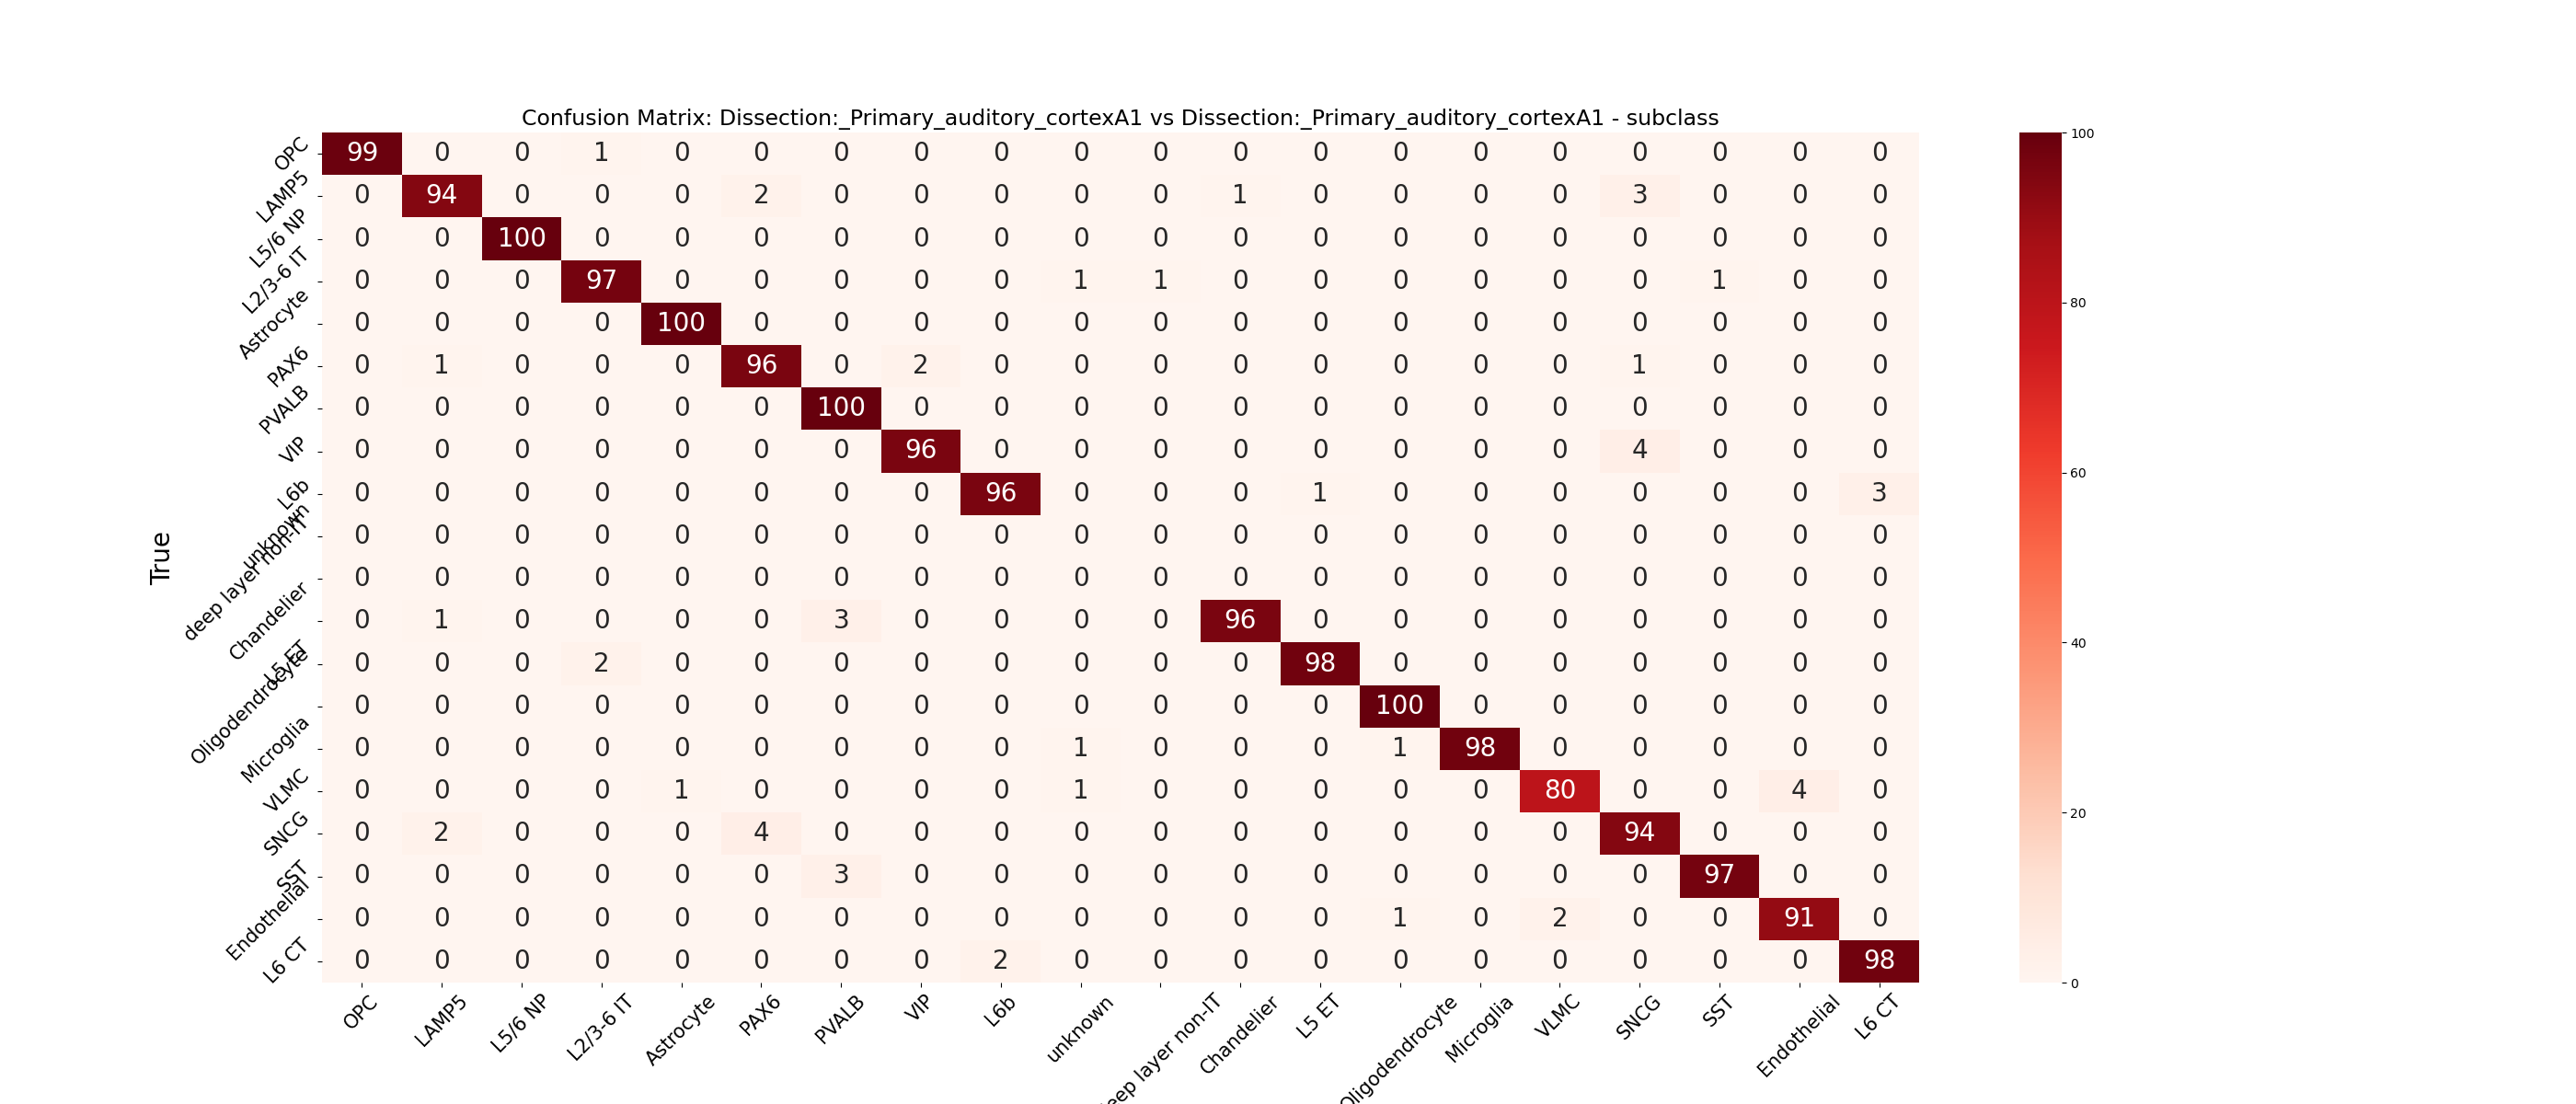 Confusion Matrix: Dissection:_Primary_auditory_cortexA1 vs Dissection:_Primary_auditory_cortexA1 - subclass
True
OPC 99 0 0 1 0 0 0 0 0 0 0 0 0 0 0 0 0 0 0 0
LAMP5 0 94 0 0 0 2 0 0 0 0 0 1 0 0 0 0 3 0 0 0
L5/6 NP 0 0 100 0 0 0 0 0 0 0 0 0 0 0 0 0 0 0 0 0
L2/3-6 IT 0 0 0 97 0 0 0 0 0 1 1 0 0 0 0 0 0 1 0 0
Astrocyte 0 0 0 0 100 0 0 0 0 0 0 0 0 0 0 0 0 0 0 0
PAX6 0 1 0 0 0 96 0 2 0 0 0 0 0 0 0 0 1 0 0 0
PVALB 0 0 0 0 0 0 100 0 0 0 0 0 0 0 0 0 0 0 0 0
VIP 0 0 0 0 0 0 0 96 0 0 0 0 0 0 0 0 4 0 0 0
L6b 0 0 0 0 0 0 0 0 96 0 0 0 1 0 0 0 0 0 0 3
unknown 0 0 0 0 0 0 0 0 0 0 0 0 0 0 0 0 0 0 0 0
deep layer non-IT 0 0 0 0 0 0 0 0 0 0 0 0 0 0 0 0 0 0 0 0
Chandelier 0 1 0 0 0 0 3 0 0 0 0 96 0 0 0 0 0 0 0 0
L5 ET 0 0 0 2 0 0 0 0 0 0 0 0 98 0 0 0 0 0 0 0
Oligodendrocyte 0 0 0 0 0 0 0 0 0 0 0 0 0 100 0 0 0 0 0 0
Microglia 0 0 0 0 0 0 0 0 0 1 0 0 0 1 98 0 0 0 0 0
VLMC 0 0 0 0 1 0 0 0 0 1 0 0 0 0 0 80 0 0 4 0
SNCG 0 2 0 0 0 4 0 0 0 0 0 0 0 0 0 0 94 0 0 0
SST 0 0 0 0 0 0 3 0 0 0 0 0 0 0 0 0 0 97 0 0
Endothelial 0 0 0 0 0 0 0 0 0 0 0 0 0 1 0 2 0 0 91 0
L6 CT 0 0 0 0 0 0 0 0 2 0 0 0 0 0 0 0 0 0 0 98
OPC LAMP5 L5/6 NP L2/3-6 IT Astrocyte PAX6 PVALB VIP L6b unknown eep layer non-IT Chandelier L5 ET Oligodendrocyte Microglia VLMC SNCG SST Endothelial L6 CT
100
80
60
40
20
0